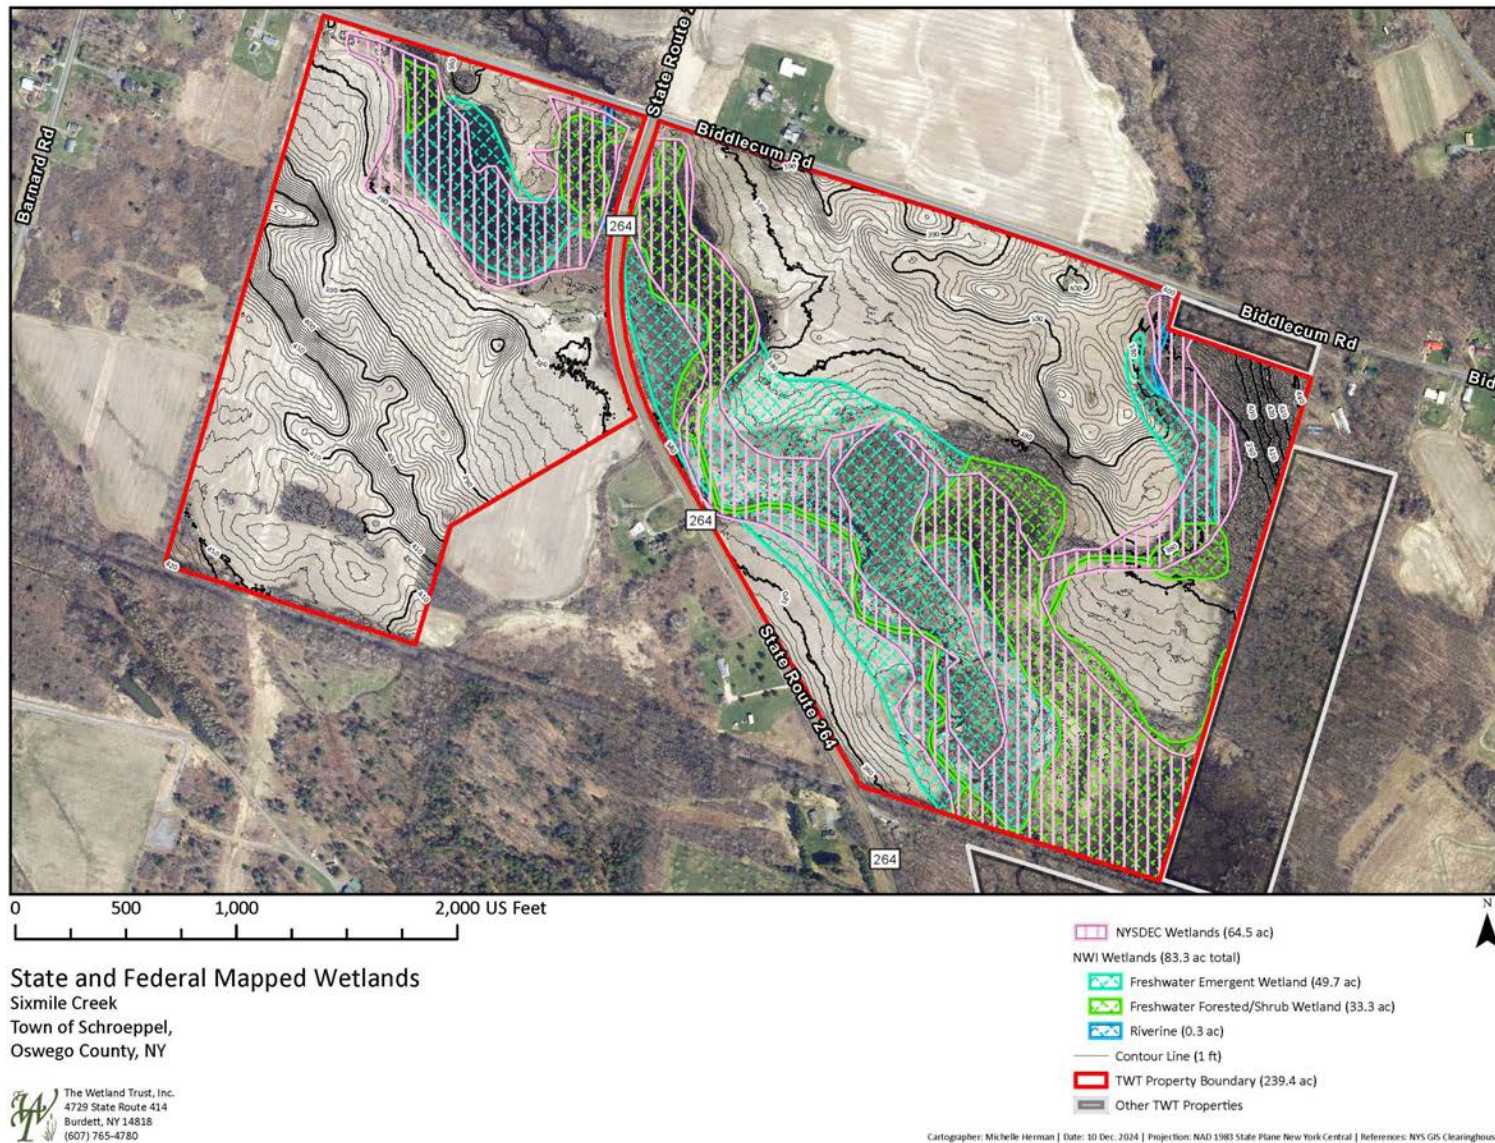 State Route 2
Biddlecum Rd
Barnard Rd
264
Biddlecum Rd
Bid
264
State Route 264
264
0 500 1,000 2,000 US Feet
N
State and Federal Mapped Wetlands
Sixmile Creek
Town of Schroeppel,
Oswego County, NY
The Wetland Trust, Inc.
4729 State Route 414
Burdett, NY 14818
(607) 765-4780
NYSDEC Wetlands (64.5 ac)
NWI Wetlands (83.3 ac total)
Freshwater Emergent Wetland (49.7 ac)
Freshwater Forested/Shrub Wetland (33.3 ac)
Riverine (0.3 ac)
Contour Line (1 ft)
TWT Property Boundary (239.4 ac)
Other TWT Properties
Cartographer: Michelle Herman | Date: 10 Dec. 2024 | Projection: NAD 1983 State Plane New York Central | References: NYS GIS Clearinghous